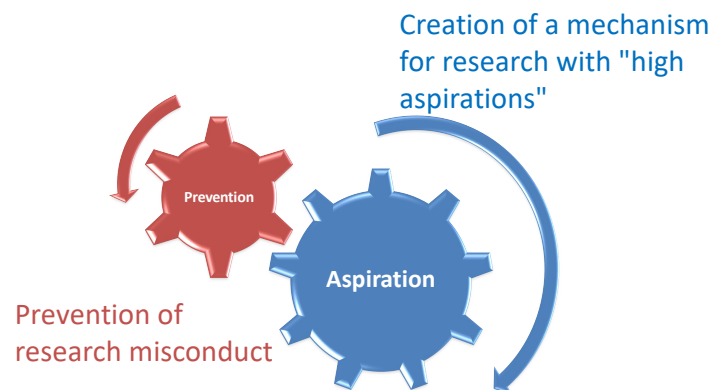 Creation of a mechanism
for research with "high
aspirations"
Prevention
Aspiration
Prevention of
research misconduct